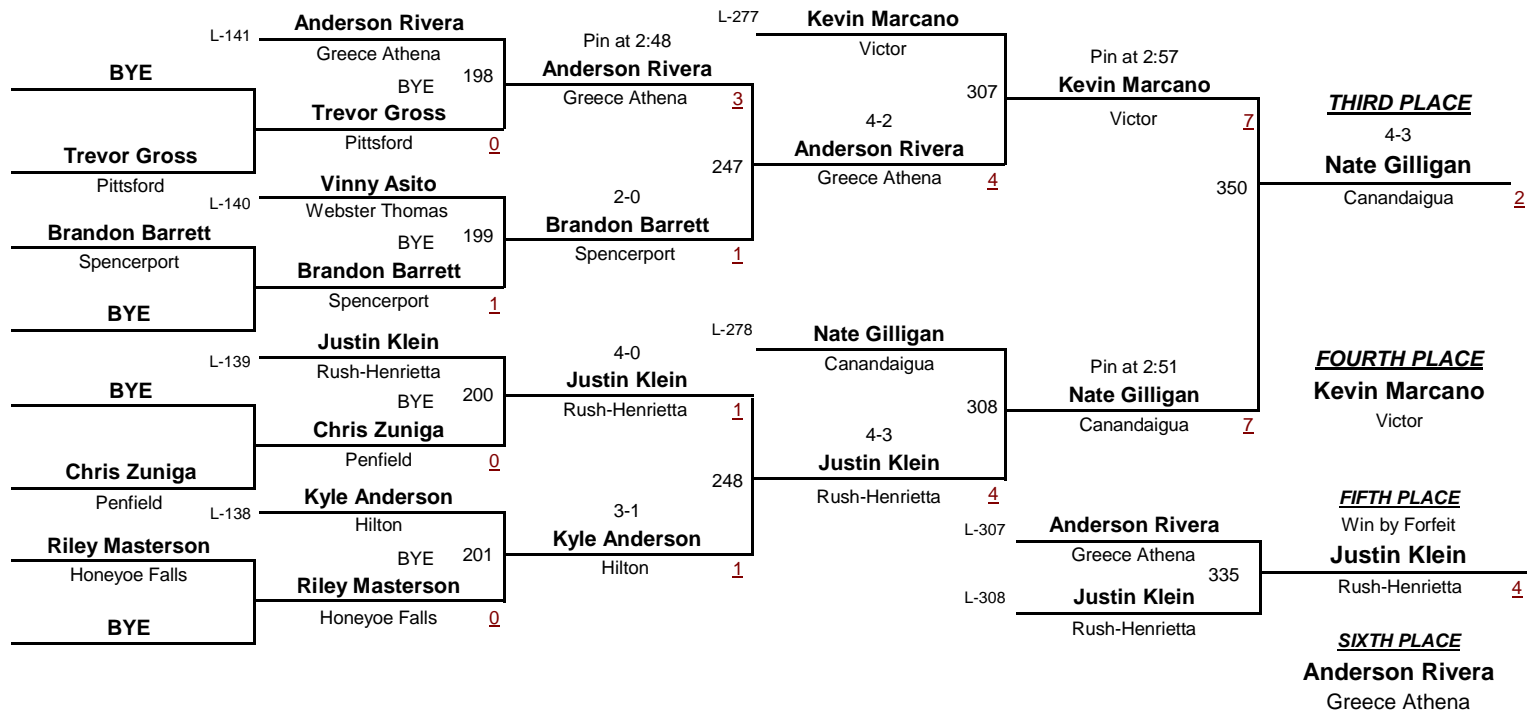 L-141
Anderson Rivera
Greece Athena
BYE
BYE
198
Trevor Gross
Pittsford
0
Trevor Gross
Pittsford
Pin at 2:48
Anderson Rivera
Greece Athena
3
L-140
Vinny Asito
Webster Thomas
Brandon Barrett
Spencerport
BYE
199
Brandon Barrett
Spencerport
1
BYE
2-0
Brandon Barrett
Spencerport
1
247
L-277
Kevin Marcano
Victor
4-2
Anderson Rivera
Greece Athena
4
307
Pin at 2:57
Kevin Marcano
Victor
7
L-139
Justin Klein
Rush-Henrietta
BYE
BYE
200
Chris Zuniga
Penfield
0
Chris Zuniga
Penfield
4-0
Justin Klein
Rush-Henrietta
1
L-138
Kyle Anderson
Hilton
Riley Masterson
Honeyoe Falls
BYE
201
Riley Masterson
Honeyoe Falls
0
BYE
3-1
Kyle Anderson
Hilton
1
248
L-278
Nate Gilligan
Canandaigua
4-3
Justin Klein
Rush-Henrietta
4
308
Pin at 2:51
Nate Gilligan
Canandaigua
7
350
THIRD PLACE
4-3
Nate Gilligan
Canandaigua
2
FOURTH PLACE
Kevin Marcano
Victor
L-307
Anderson Rivera
Greece Athena
335
L-308
Justin Klein
Rush-Henrietta
FIFTH PLACE
Win by Forfeit
Justin Klein
Rush-Henrietta
4
SIXTH PLACE
Anderson Rivera
Greece Athena